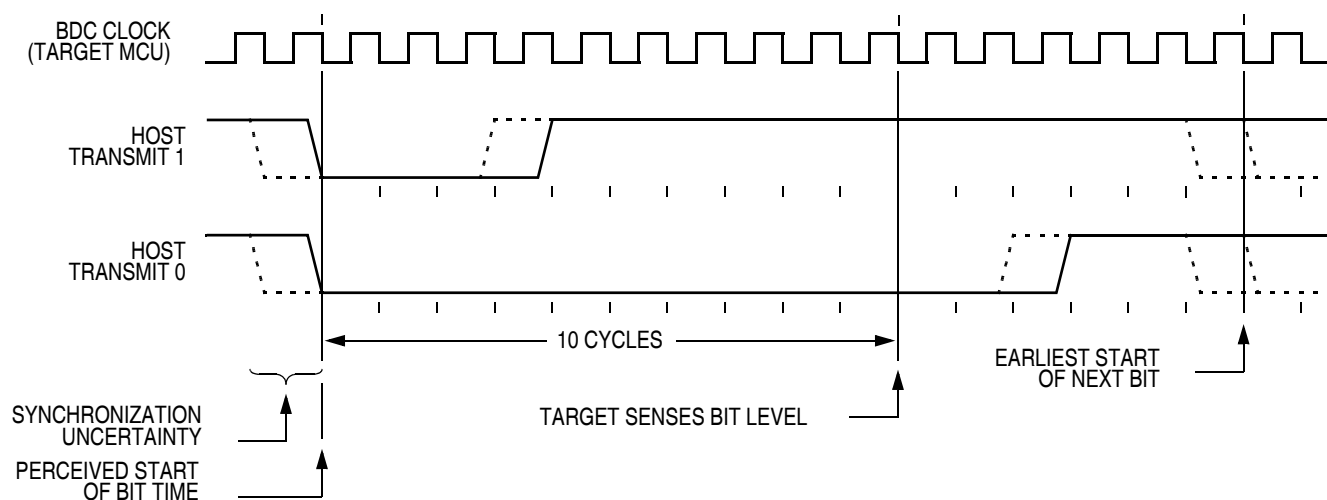 BDC CLOCK
(TARGET MCU)
HOST
TRANSMIT 1
HOST
TRANSMIT 0
10 CYCLES
EARLIEST START
OF NEXT BIT
SYNCHRONIZATION
UNCERTAINTY
TARGET SENSES BIT LEVEL
PERCEIVED START
OF BIT TIME